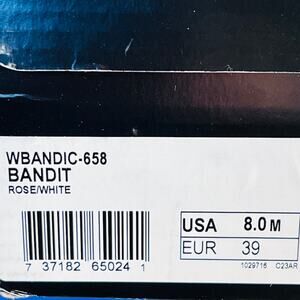 WBANDIC-658
BANDIT
ROSE/WHITE
USA 8.0 M
EUR 39
7 37182 65024 1
1029716 C23AR